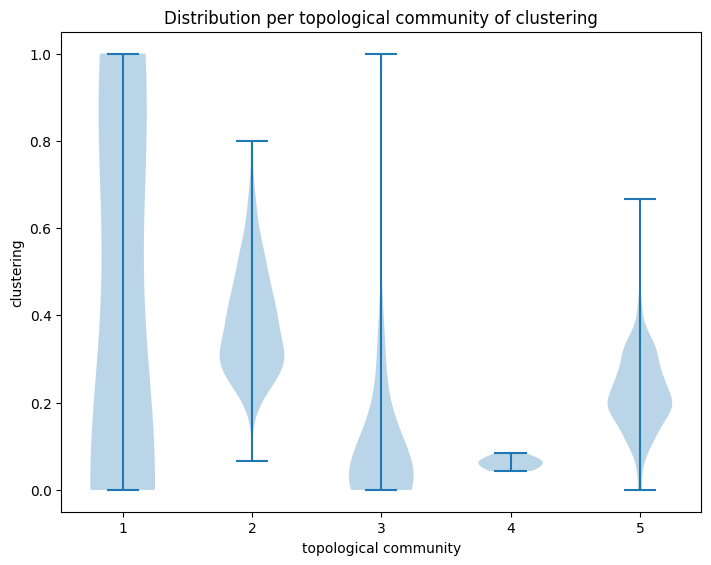 Distribution per topological community of clustering
clustering
1.0
0.8
0.6
0.4
0.2
0.0
1 2 3 4 5
topological community